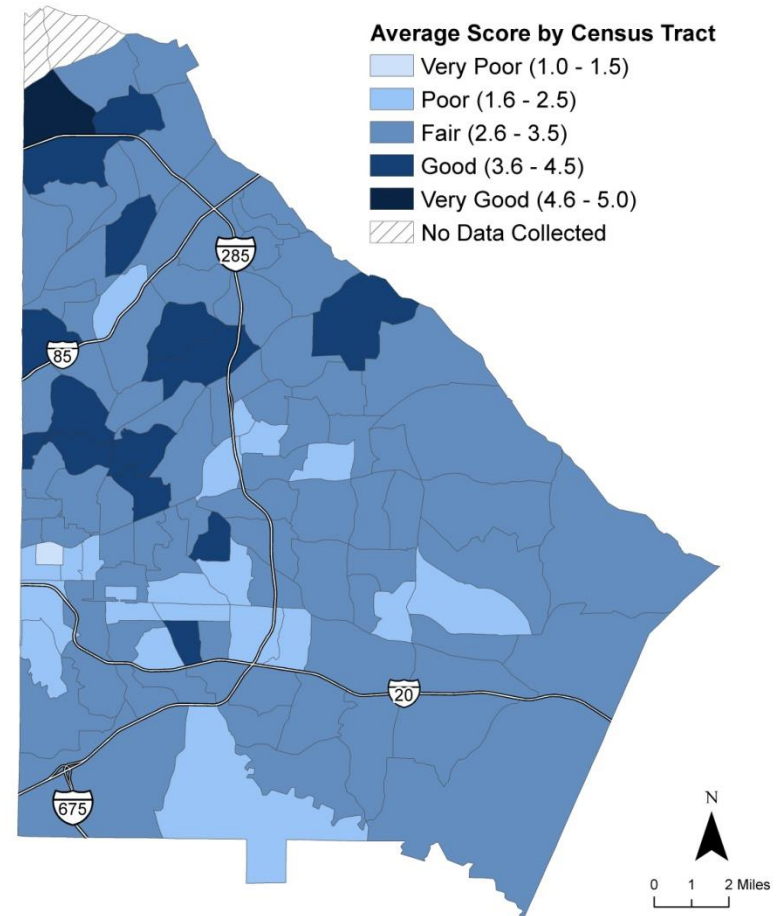 Average Score by Census Tract
Very Poor (1.0 - 1.5)
Poor (1.6 - 2.5)
Fair (2.6 - 3.5)
Good (3.6 - 4.5)
Very Good (4.6 - 5.0)
No Data Collected
285
85
20
675
N
0 1 2 Miles